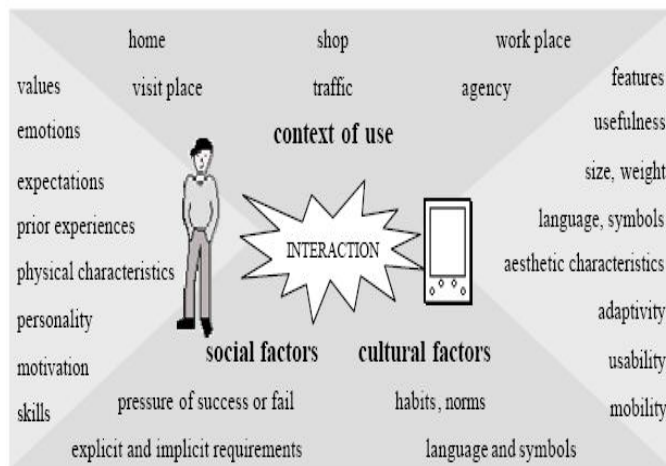 home shop work place
visit place traffic agency
context of use
values
emotions
expectations
prior experiences
physical characteristics
personality
motivation
skills
INTERACTION
features
usefulness
size, weight
language, symbols
aesthetic characteristics
adaptivity
usability
mobility
social factors cultural factors
pressure of success or fail habits, norms
explicit and implicit requirements language and symbols